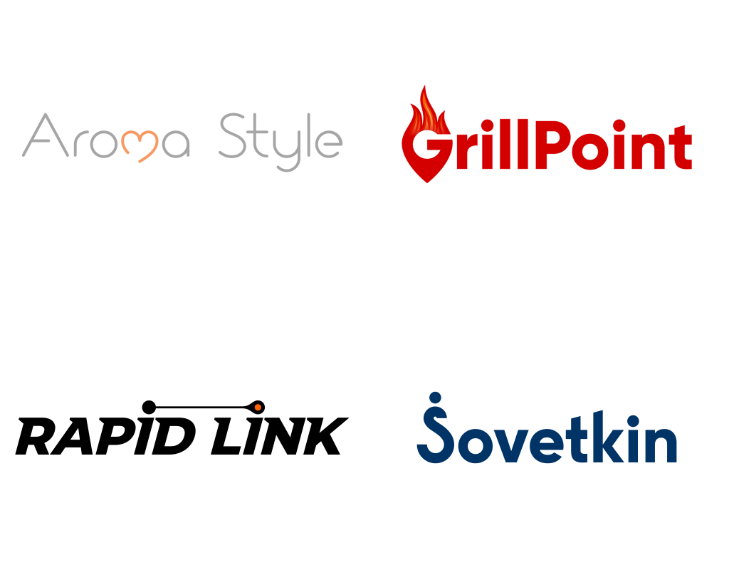 Aroma Style
GrillPoint
RAPID LINK
Sovetkin